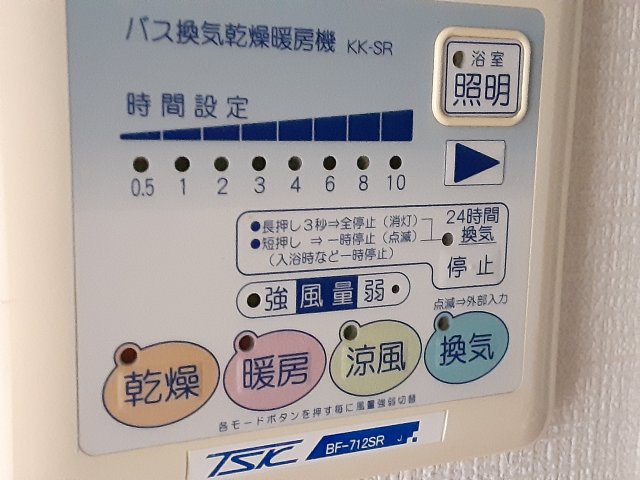 バス換気乾燥暖房機 KK-SR
浴室
照明
時間設定
0.5 1 2 3 4 6 8 10
●長押し3秒⇒全停止（消灯）
●短押し ⇒一時停止（点滅）
（入浴時など一時停止）
24時間
換気
停止
強 風量 弱
点滅⇒外部入力
乾燥 暖房 涼風 換気
各モードボタンを押す毎に風量強弱切替
TSK BF-712SR J